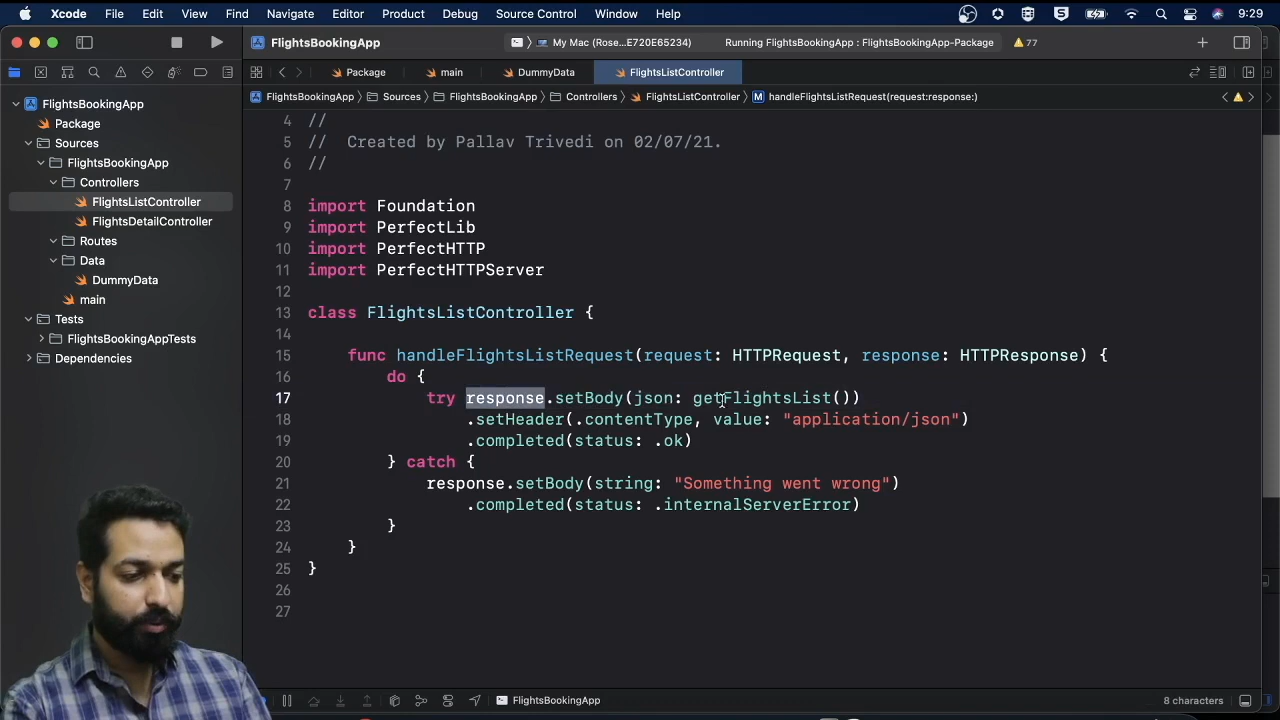 Xcode File Edit View Find Navigate Editor Product Debug Source Control Window Help 9:29
FlightsBookingApp FlightsBookingApp ⟩ My Mac (Rose...E720E65234) Running FlightsBookingApp : FlightsBookingApp-Package 77
Package main DummyData FlightsListController
FlightsBookingApp Sources FlightsBookingApp Controllers FlightsListController M handleFlightsListRequest(request:response:)
FlightsBookingApp
Package
Sources
FlightsBookingApp
Controllers
FlightsListController
FlightsDetailController
Routes
Data
DummyData
main
Tests
FlightsBookingAppTests
Dependencies
4 //
5 //  Created by Pallav Trivedi on 02/07/21.
6 //
7
8 import Foundation
9 import PerfectLib
10 import PerfectHTTP
11 import PerfectHTTPServer
12
13 class FlightsListController {
14
15     func handleFlightsListRequest(request: HTTPRequest, response: HTTPResponse) {
16         do {
17             try response.setBody(json: getFlightsList())
18                 .setHeader(.contentType, value: "application/json")
19                 .completed(status: .ok)
20         } catch {
21             response.setBody(string: "Something went wrong")
22                 .completed(status: .internalServerError)
23         }
24     }
25 }
26
27
FlightsBookingApp 8 characters